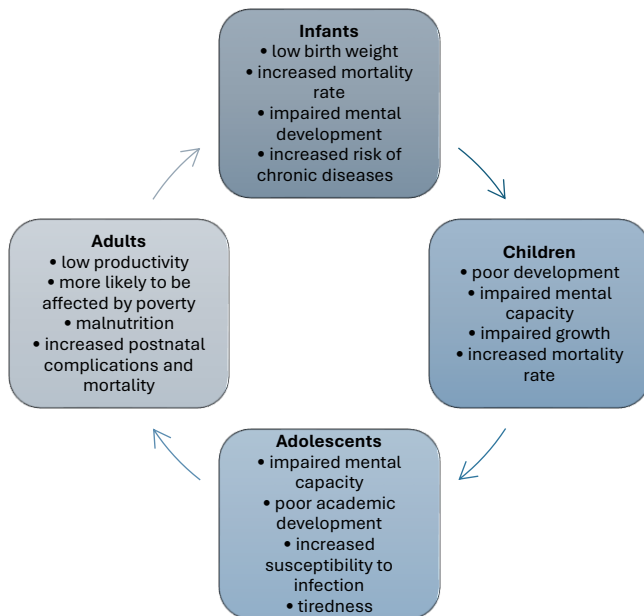 Infants
• low birth weight
• increased mortality
rate
• impaired mental
development
• increased risk of
chronic diseases
Children
• poor development
• impaired mental
capacity
• impaired growth
• increased mortality
rate
Adolescents
• impaired mental
capacity
• poor academic
development
• increased
susceptibility to
infection
• tiredness
Adults
• low productivity
• more likely to be
affected by poverty
• malnutrition
• increased postnatal
complications and
mortality